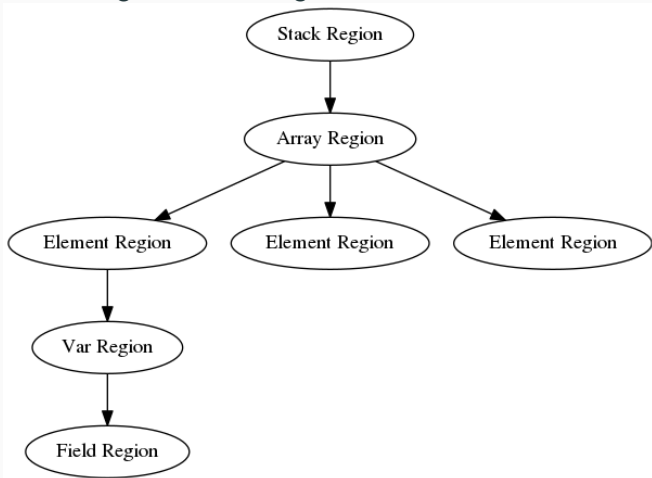 Stack Region
Array Region
Element Region
Element Region
Element Region
Var Region
Field Region